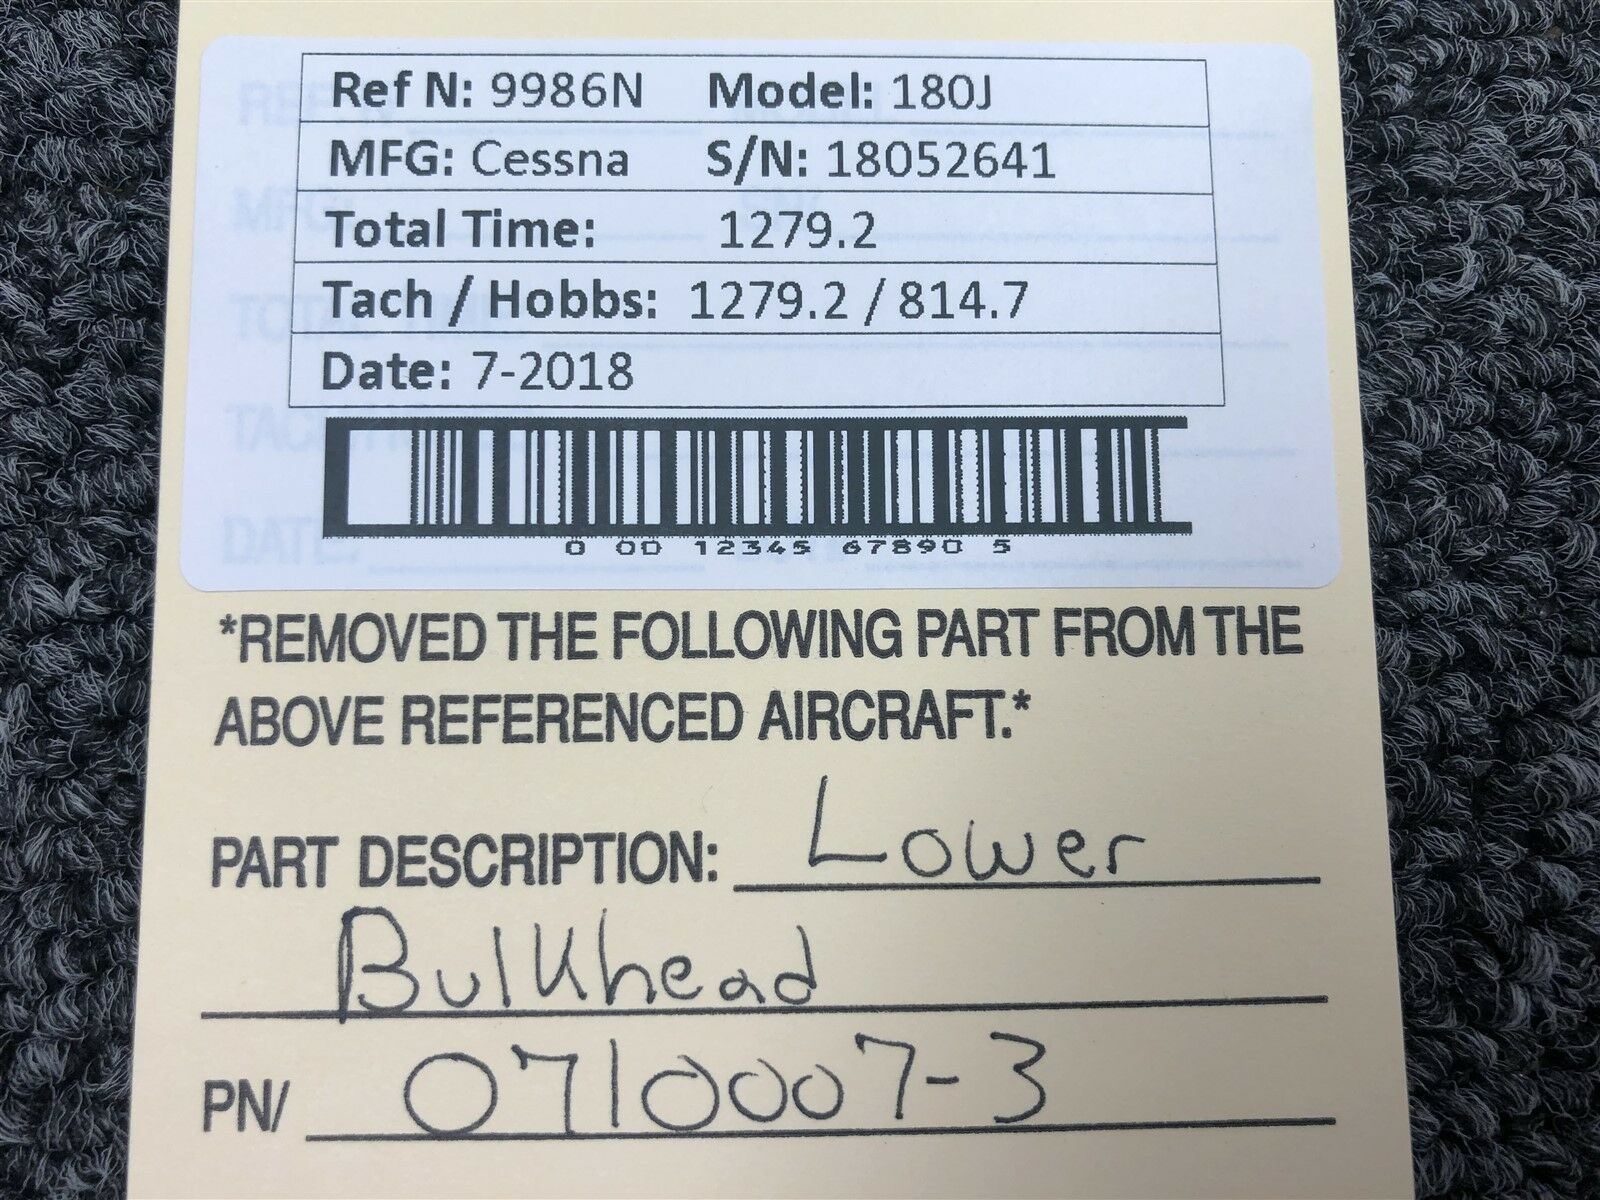 Ref N: 9986N Model: 180J
MFG: Cessna S/N: 18052641
Total Time: 1279.2
Tach / Hobbs: 1279.2 / 814.7
Date: 7-2018
0 00 12345 67890 5
*REMOVED THE FOLLOWING PART FROM THE
ABOVE REFERENCED AIRCRAFT.*
PART DESCRIPTION: Lower
Bulkhead
PN/ 0710007-3